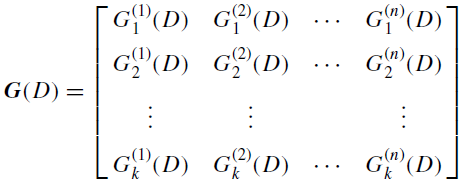 G_1^{(1)}(D) G_1^{(2)}(D) ⋯ G_1^{(n)}(D)
G_2^{(1)}(D) G_2^{(2)}(D) ⋯ G_2^{(n)}(D)
G(D) =
⋮ ⋮ ⋮
G_k^{(1)}(D) G_k^{(2)}(D) ⋯ G_k^{(n)}(D)